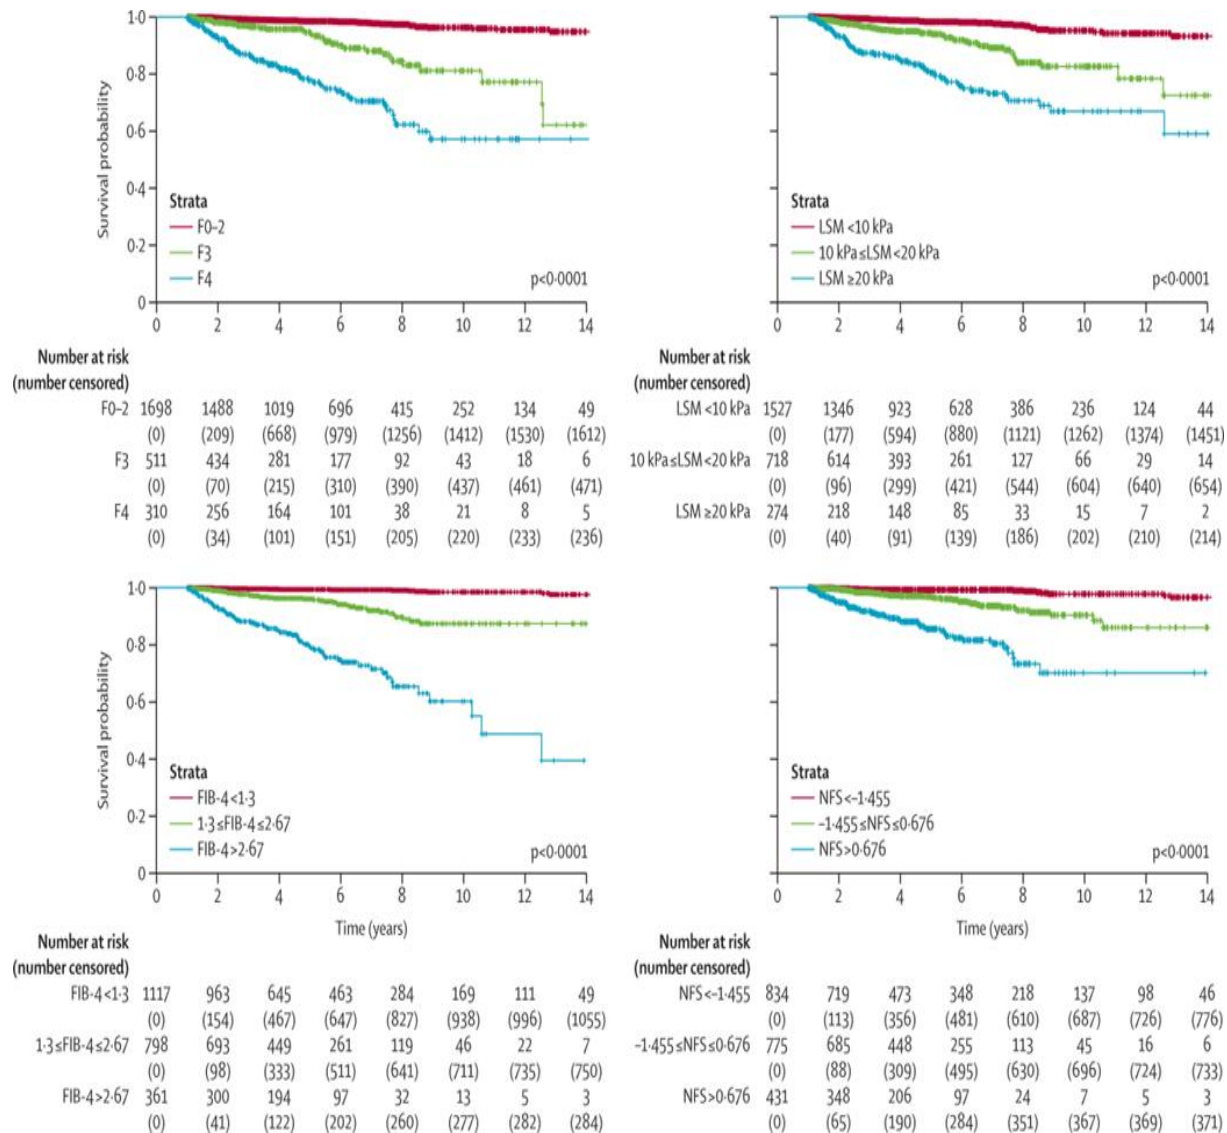 1·0
0·8
0·6
0·4
0·2
0
Survival probability
Strata
F0–2
F3
F4
p<0·0001
0 2 4 6 8 10 12 14
Number at risk
(number censored)
F0–2 1698 1488 1019 696 415 252 134 49
(0) (209) (668) (979) (1256) (1412) (1530) (1612)
F3 511 434 281 177 92 43 18 6
(0) (70) (215) (310) (390) (437) (461) (471)
F4 310 256 164 101 38 21 8 5
(0) (34) (101) (151) (205) (220) (233) (236)
Strata
LSM <10 kPa
10 kPa≤LSM<20 kPa
LSM ≥20 kPa
p<0·0001
0 2 4 6 8 10 12 14
Number at risk
(number censored)
LSM <10 kPa 1527 1346 923 628 386 236 124 44
(0) (177) (594) (880) (1121) (1262) (1374) (1451)
10 kPa≤LSM<20 kPa 718 614 393 261 127 66 29 14
(0) (96) (299) (421) (544) (604) (640) (654)
LSM ≥20 kPa 274 218 148 85 33 15 7 2
(0) (40) (91) (139) (186) (202) (210) (214)
1·0
0·8
0·6
0·4
0·2
0
Survival probability
Strata
FIB-4<1·3
1·3≤FIB-4≤2·67
FIB-4>2·67
p<0·0001
0 2 4 6 8 10 12 14
Time (years)
Number at risk
(number censored)
FIB-4<1·3 1117 963 645 463 284 169 111 49
(0) (154) (467) (647) (827) (938) (996) (1055)
1·3≤FIB-4≤2·67 798 693 449 261 119 46 22 7
(0) (98) (333) (511) (641) (711) (735) (750)
FIB-4>2·67 361 300 194 97 32 13 5 3
(0) (41) (122) (202) (260) (277) (282) (284)
Strata
NFS<–1·455
–1·455≤NFS≤0·676
NFS>0·676
p<0·0001
0 2 4 6 8 10 12 14
Time (years)
Number at risk
(number censored)
NFS<–1·455 834 719 473 348 218 137 98 46
(0) (113) (356) (481) (610) (687) (726) (776)
–1·455≤NFS≤0·676 775 685 448 255 113 45 16 6
(0) (88) (309) (495) (630) (696) (724) (733)
NFS>0·676 431 348 206 97 24 7 5 3
(0) (65) (190) (284) (351) (367) (369) (371)